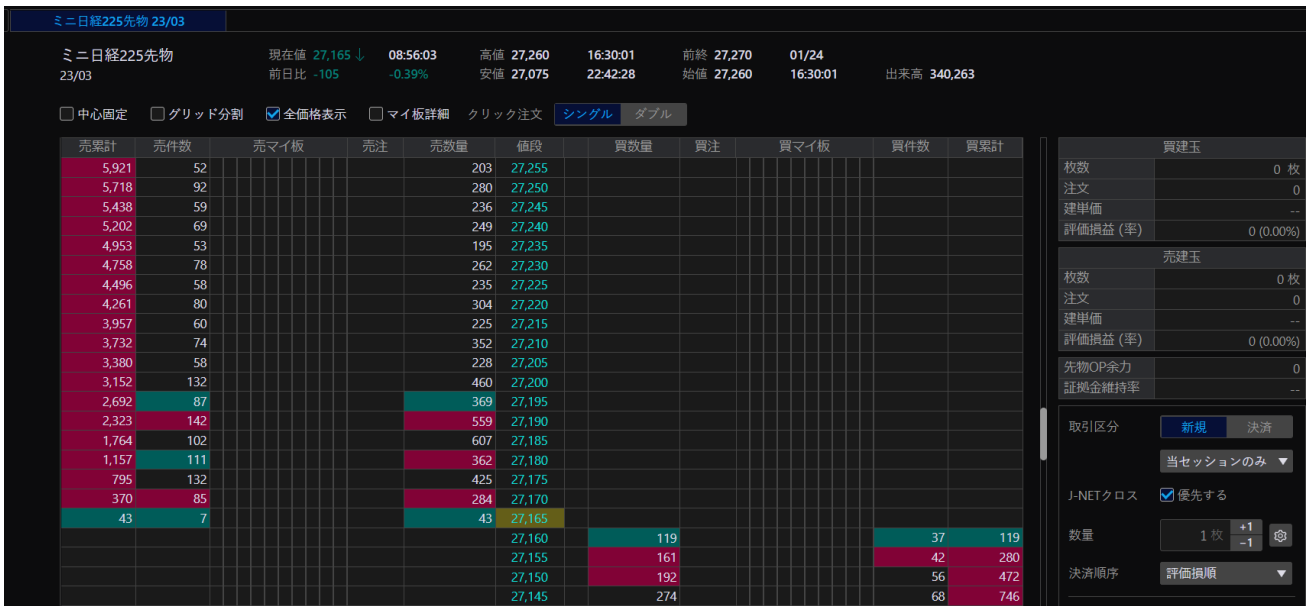 ミニ日経225先物 23/03
ミニ日経225先物 現在値 27,165↓ 08:56:03 高値 27,260 16:30:01 前終 27,270 01/24
23/03 前日比 -105 -0.39% 安値 27,075 22:42:28 始値 27,260 16:30:01 出来高 340,263
中心固定 グリッド分割 全価格表示 マイ板詳細 クリック注文 シングル ダブル
売累計 売件数 売マイ板 売注 売数量 値段 買数量 買注 買マイ板 買件数 買累計
5,921 52 203 27,255
5,718 92 280 27,250
5,438 59 236 27,245
5,202 69 249 27,240
4,953 53 195 27,235
4,758 78 262 27,230
4,496 58 235 27,225
4,261 80 304 27,220
3,957 60 225 27,215
3,732 74 352 27,210
3,380 58 228 27,205
3,152 132 460 27,200
2,692 87 369 27,195
2,323 142 559 27,190
1,764 102 607 27,185
1,157 111 362 27,180
795 132 425 27,175
370 85 284 27,170
43 7 43 27,165
27,160 119 37 119
27,155 161 42 280
27,150 192 56 472
27,145 274 68 746
買建玉
枚数 0 枚
注文 0
建単価 --
評価損益 (率) 0 (0.00%)
売建玉
枚数 0 枚
注文 0
建単価 --
評価損益 (率) 0 (0.00%)
先物OP余力 0
証拠金維持率 --
取引区分 新規 決済
当セッションのみ ▼
J-NETクロス 優先する
数量 1 枚 +1 −1
決済順序 評価損順 ▼